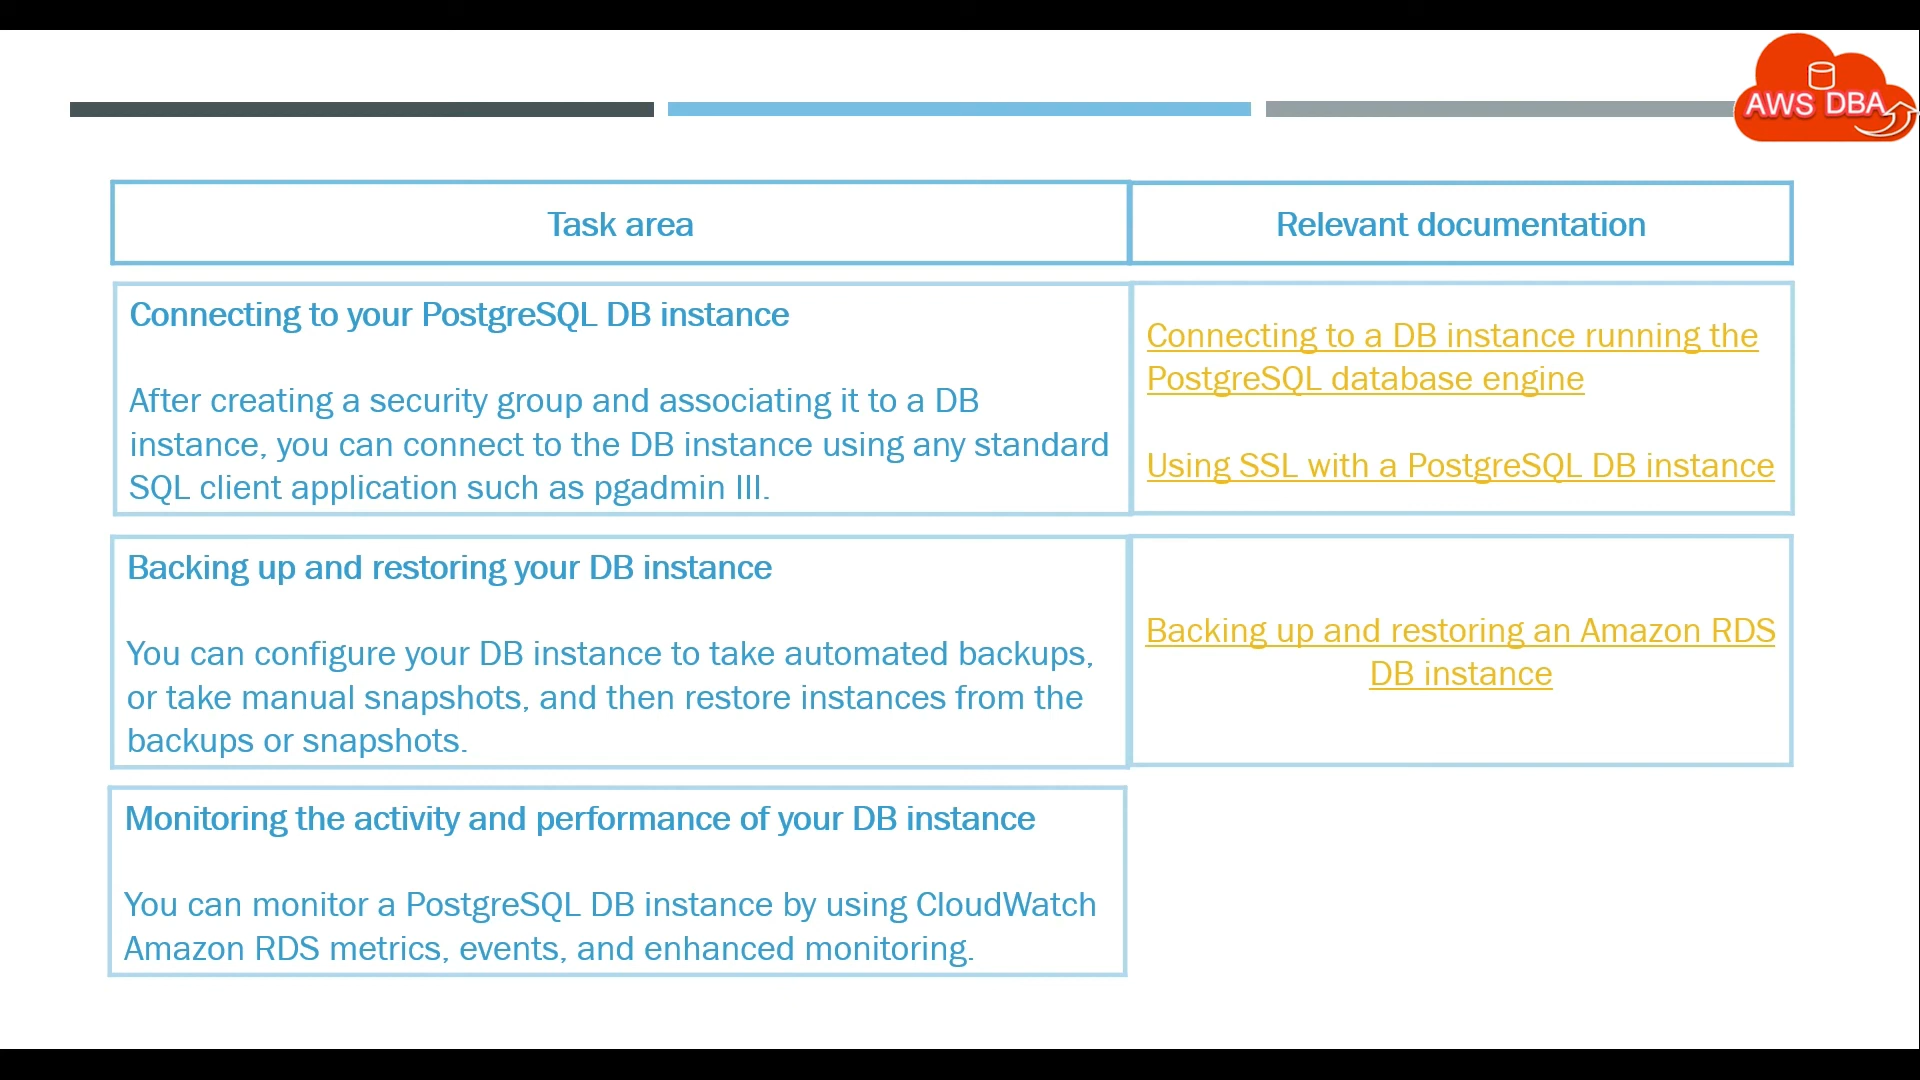 AWS DBA
Task area
Relevant documentation
Connecting to your PostgreSQL DB instance
After creating a security group and associating it to a DB
instance, you can connect to the DB instance using any standard
SQL client application such as pgadmin III.
Connecting to a DB instance running the
PostgreSQL database engine
Using SSL with a PostgreSQL DB instance
Backing up and restoring your DB instance
You can configure your DB instance to take automated backups,
or take manual snapshots, and then restore instances from the
backups or snapshots.
Backing up and restoring an Amazon RDS
DB instance
Monitoring the activity and performance of your DB instance
You can monitor a PostgreSQL DB instance by using CloudWatch
Amazon RDS metrics, events, and enhanced monitoring.